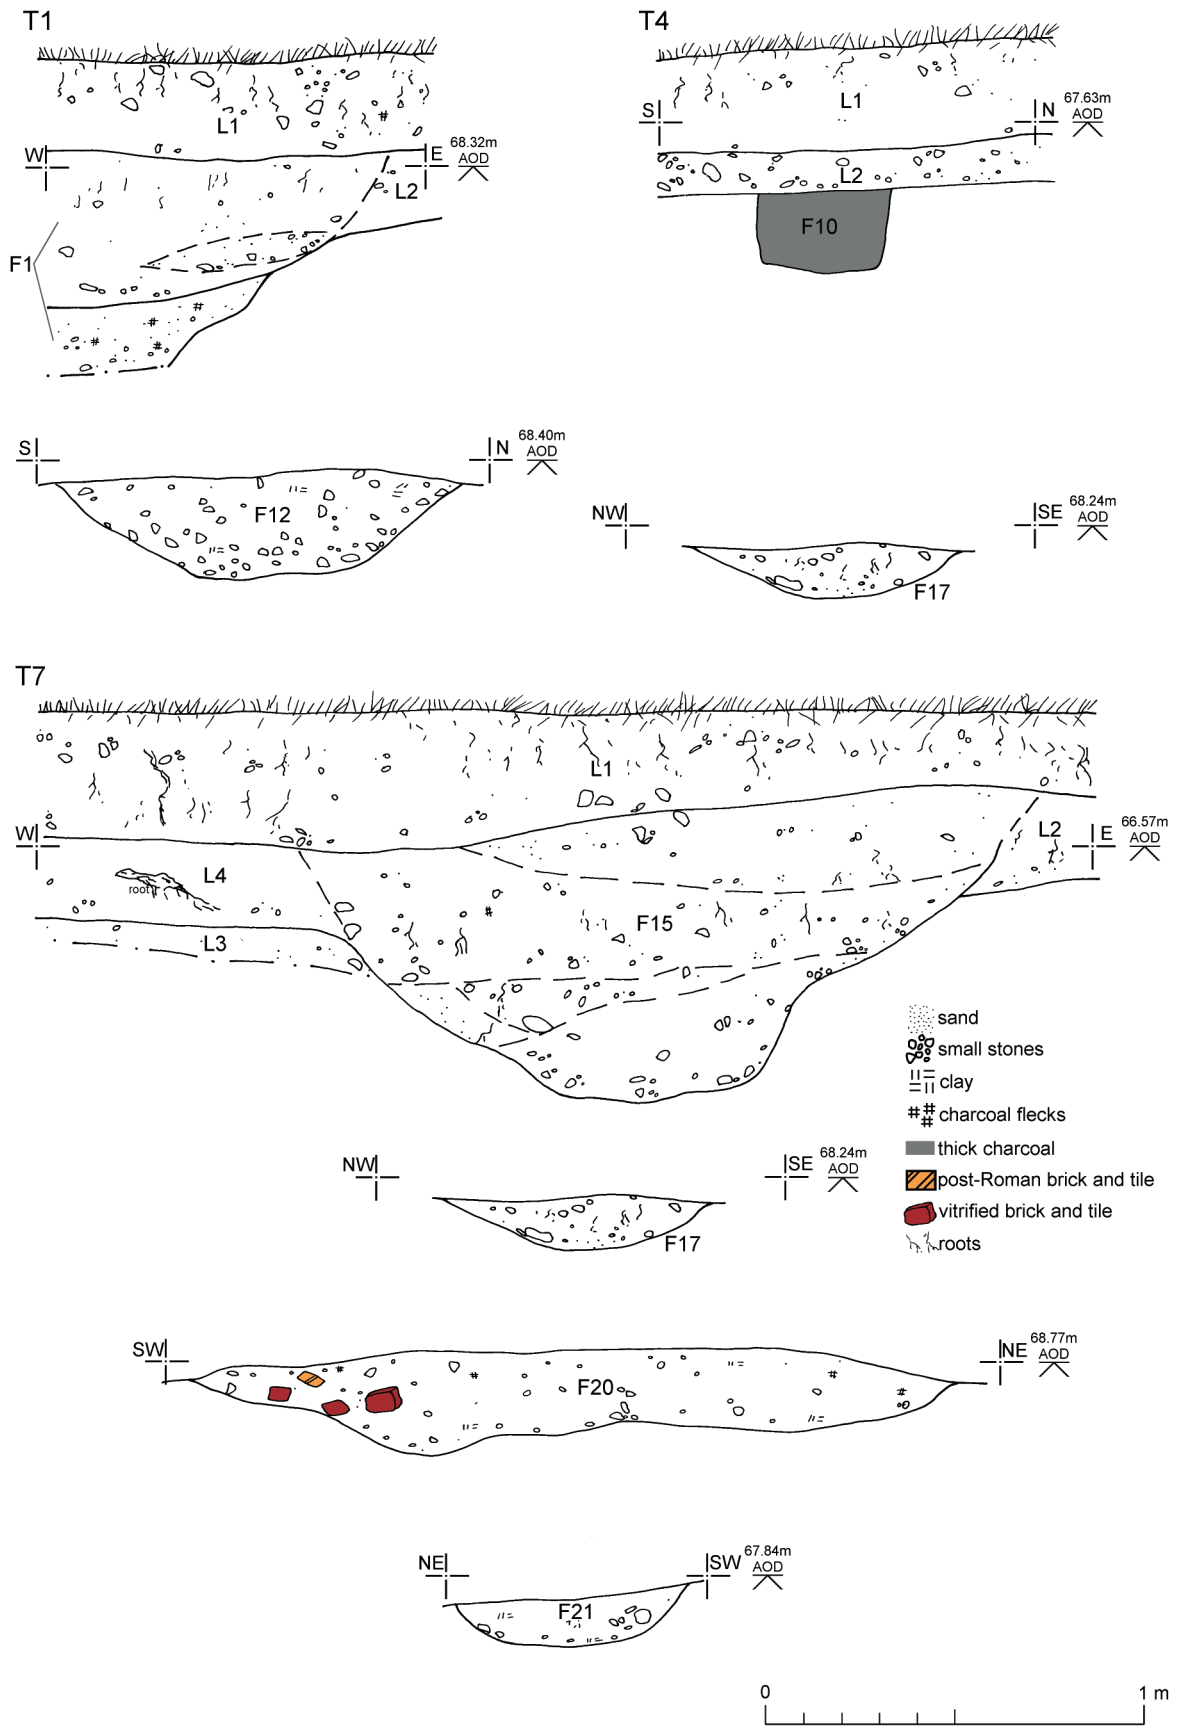 T1
L1
W
E
68.32m
AOD
L2
F1
T4
L1
S
N
67.63m
AOD
L2
F10
S
N
68.40m
AOD
F12
NW
SE
68.24m
AOD
F17
T7
L1
W
L2
E
66.57m
AOD
L4
root
F15
L3
sand
small stones
clay
charcoal flecks
thick charcoal
post-Roman brick and tile
vitrified brick and tile
roots
NW
SE
68.24m
AOD
F17
SW
NE
68.77m
AOD
F20
NE
SW
67.84m
AOD
F21
0
1 m